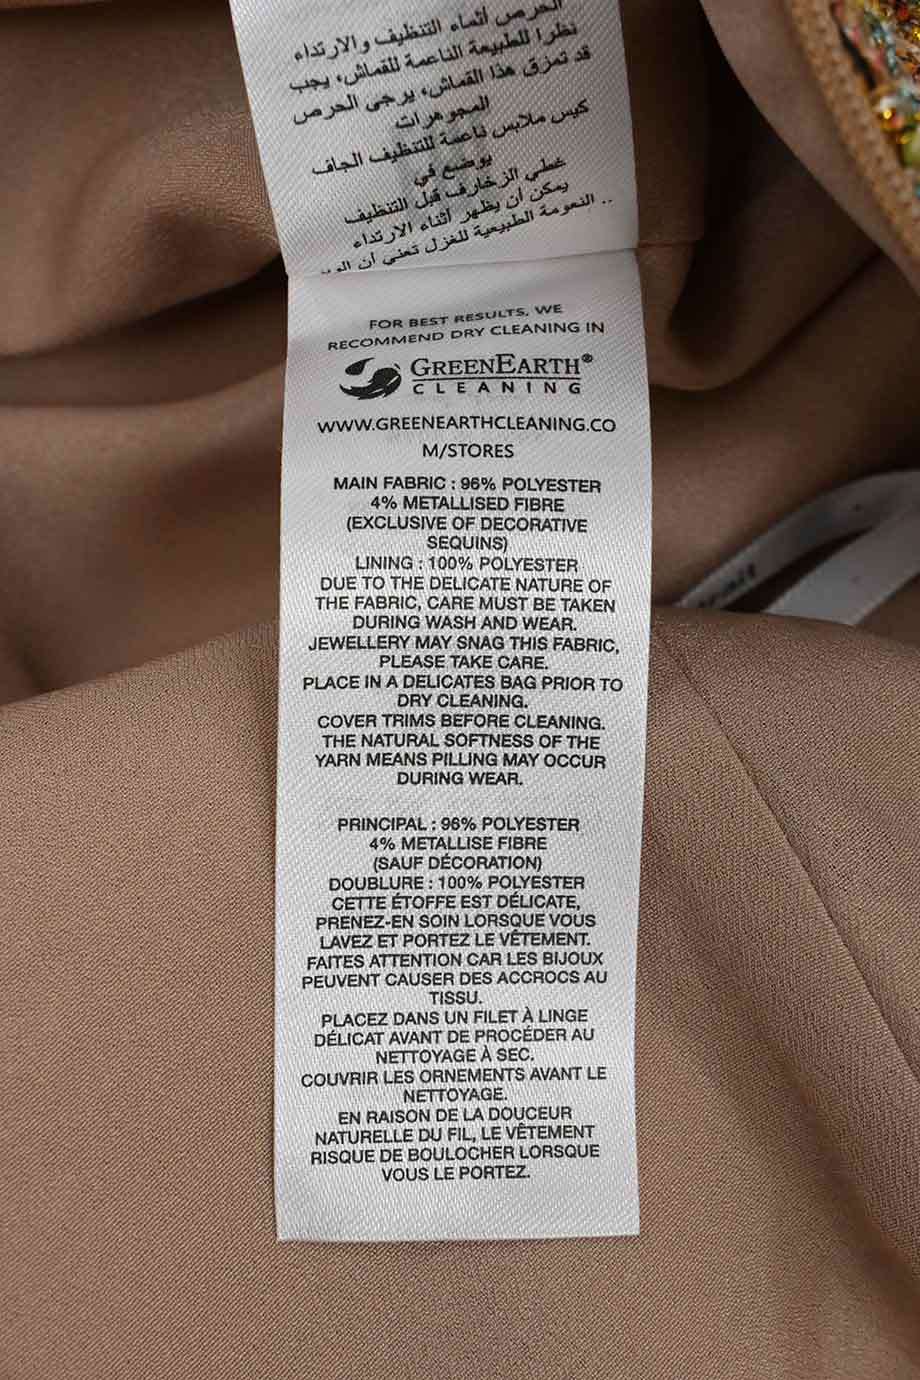 الحرص أثناء التنظيف والارتداء
نظرا للطبيعة الناعمة للقماش، يجب
قد تمزق هذا القماش، يرجى الحرص
المجوهرات
كيس ملابس ناعمة للتنظيف الجاف
يوضع في
خطي الزخارف قبل التنظيف
يمكن أن يظهر أثناء الارتداء
النعومة الطبيعية للغزل تعني أن
FOR BEST RESULTS, WE
RECOMMEND DRY CLEANING IN
GREENEARTH®
CLEANING
WWW.GREENEARTHCLEANING.CO
M/STORES
MAIN FABRIC : 96% POLYESTER
4% METALLISED FIBRE
(EXCLUSIVE OF DECORATIVE
SEQUINS)
LINING : 100% POLYESTER
DUE TO THE DELICATE NATURE OF
THE FABRIC, CARE MUST BE TAKEN
DURING WASH AND WEAR.
JEWELLERY MAY SNAG THIS FABRIC,
PLEASE TAKE CARE.
PLACE IN A DELICATES BAG PRIOR TO
DRY CLEANING.
COVER TRIMS BEFORE CLEANING.
THE NATURAL SOFTNESS OF THE
YARN MEANS PILLING MAY OCCUR
DURING WEAR.
PRINCIPAL : 96% POLYESTER
4% METALLISE FIBRE
(SAUF DÉCORATION)
DOUBLURE : 100% POLYESTER
CETTE ÉTOFFE EST DÉLICATE,
PRENEZ-EN SOIN LORSQUE VOUS
LAVEZ ET PORTEZ LE VÊTEMENT.
FAITES ATTENTION CAR LES BIJOUX
PEUVENT CAUSER DES ACCROCS AU
TISSU.
PLACEZ DANS UN FILET À LINGE
DÉLICAT AVANT DE PROCÉDER AU
NETTOYAGE À SEC.
COUVRIR LES ORNEMENTS AVANT LE
NETTOYAGE.
EN RAISON DE LA DOUCEUR
NATURELLE DU FIL, LE VÊTEMENT
RISQUE DE BOULOCHER LORSQUE
VOUS LE PORTEZ.